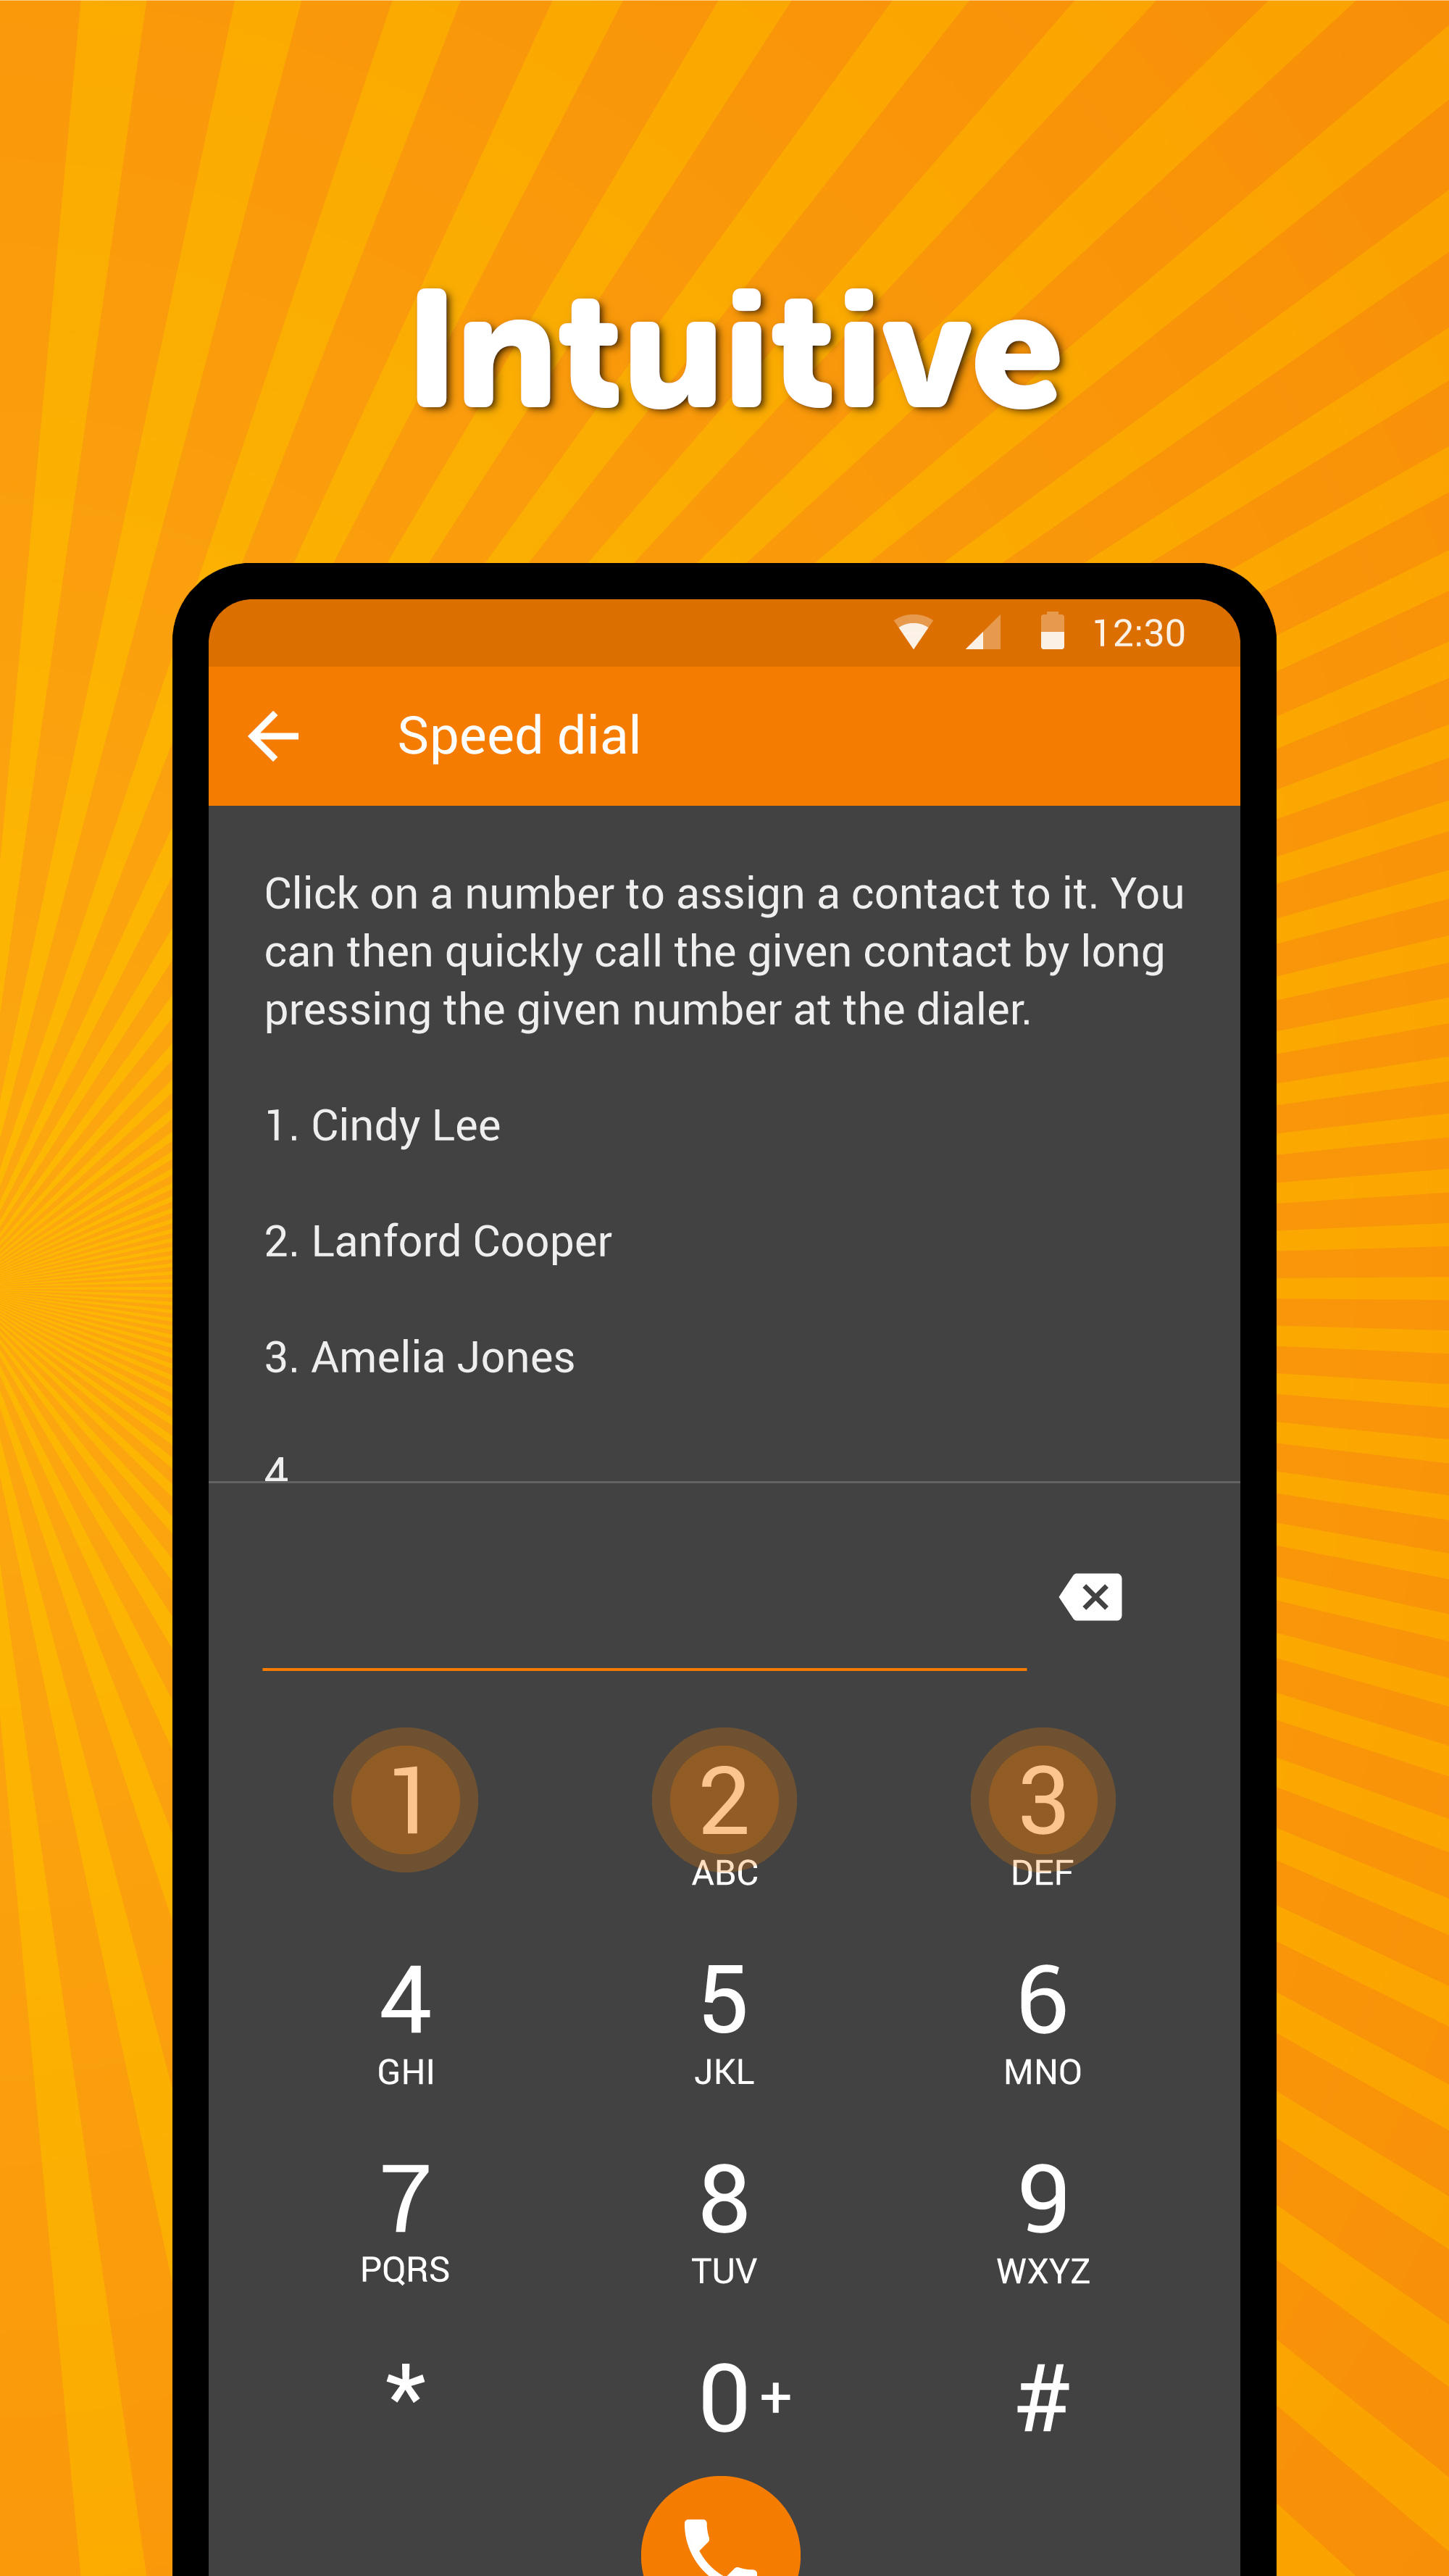 Intuitive
12:30
Speed dial
Click on a number to assign a contact to it. You
can then quickly call the given contact by long
pressing the given number at the dialer.
1. Cindy Lee
2. Lanford Cooper
3. Amelia Jones
4
1 2 3
ABC DEF
4 5 6
GHI JKL MNO
7 8 9
PQRS TUV WXYZ
* 0 + #